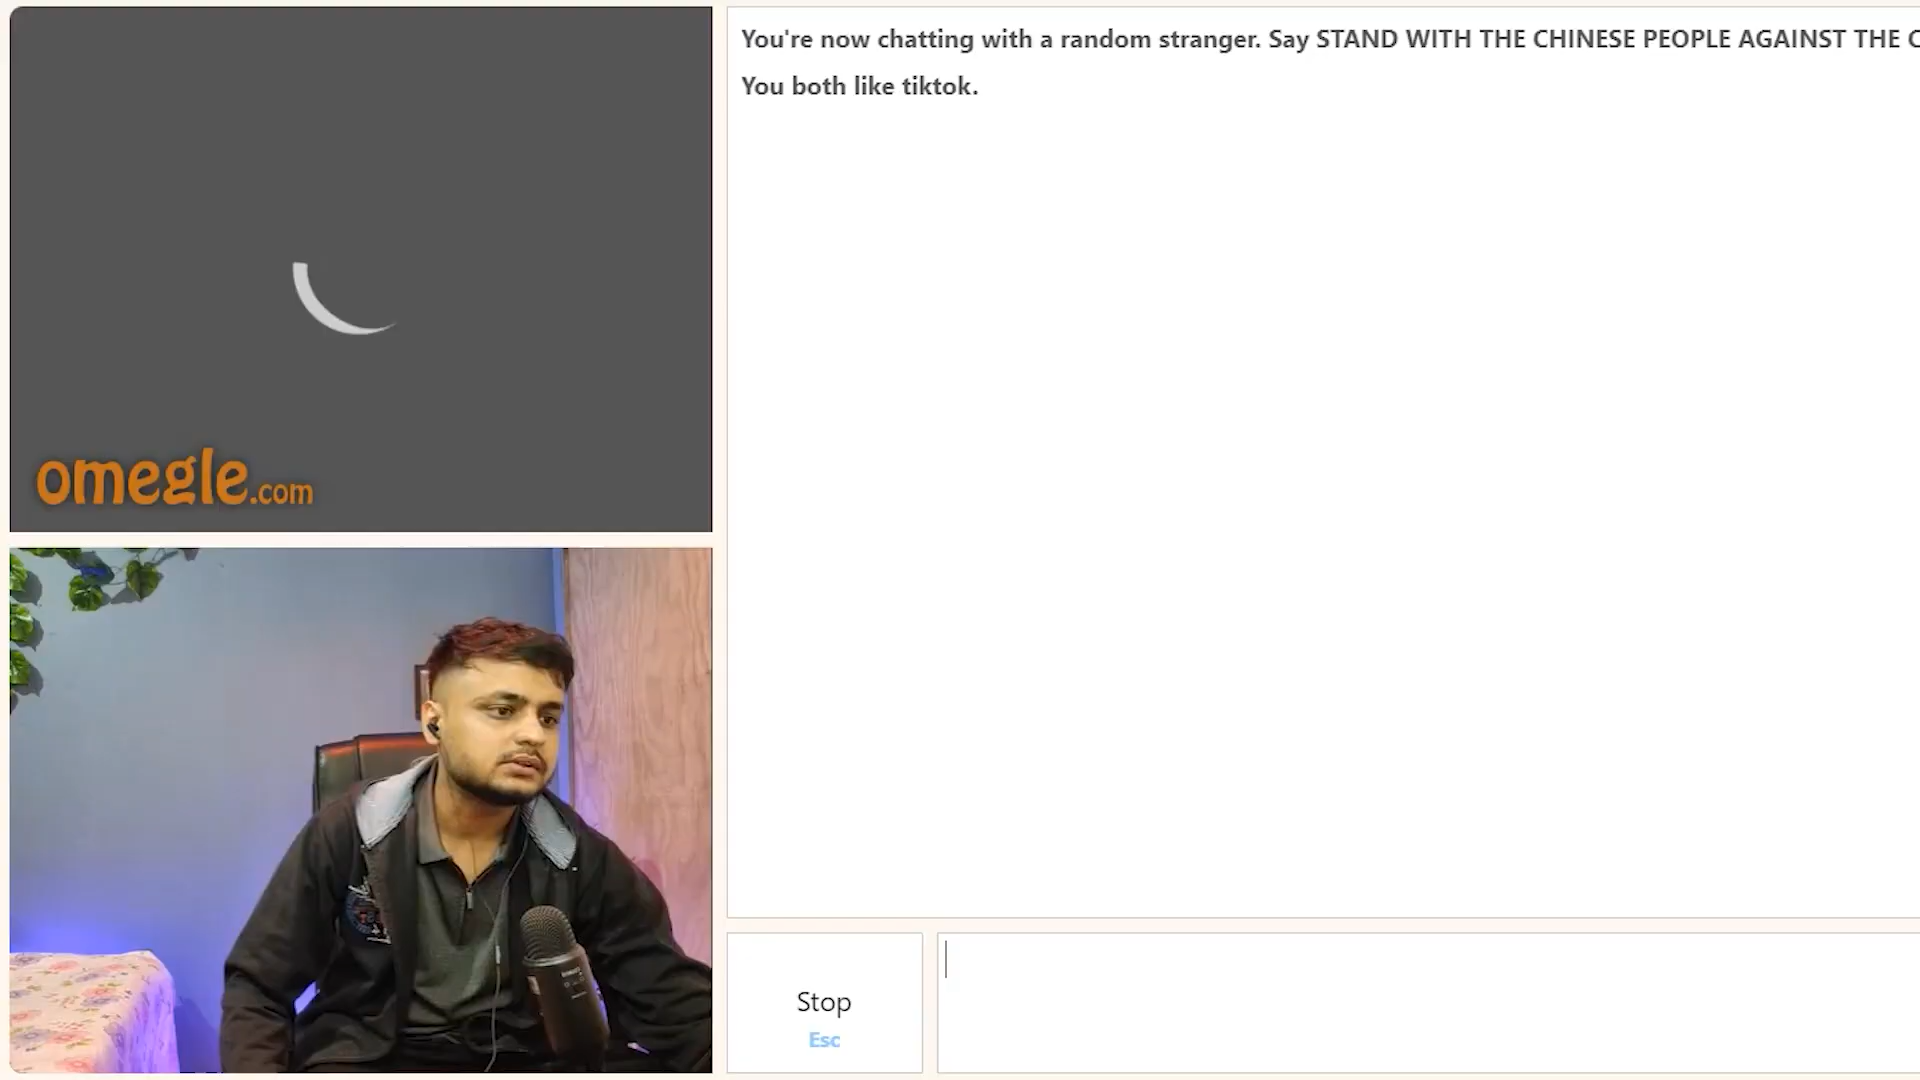 You're now chatting with a random stranger. Say STAND WITH THE CHINESE PEOPLE AGAINST THE
You both like tiktok.
omegle.com
Stop
Esc